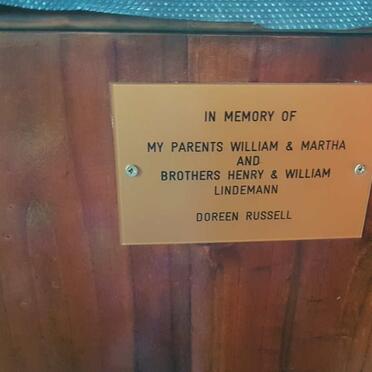 IN MEMORY OF
MY PARENTS WILLIAM & MARTHA
AND
BROTHERS HENRY & WILLIAM
LINDEMANN
DOREEN RUSSELL